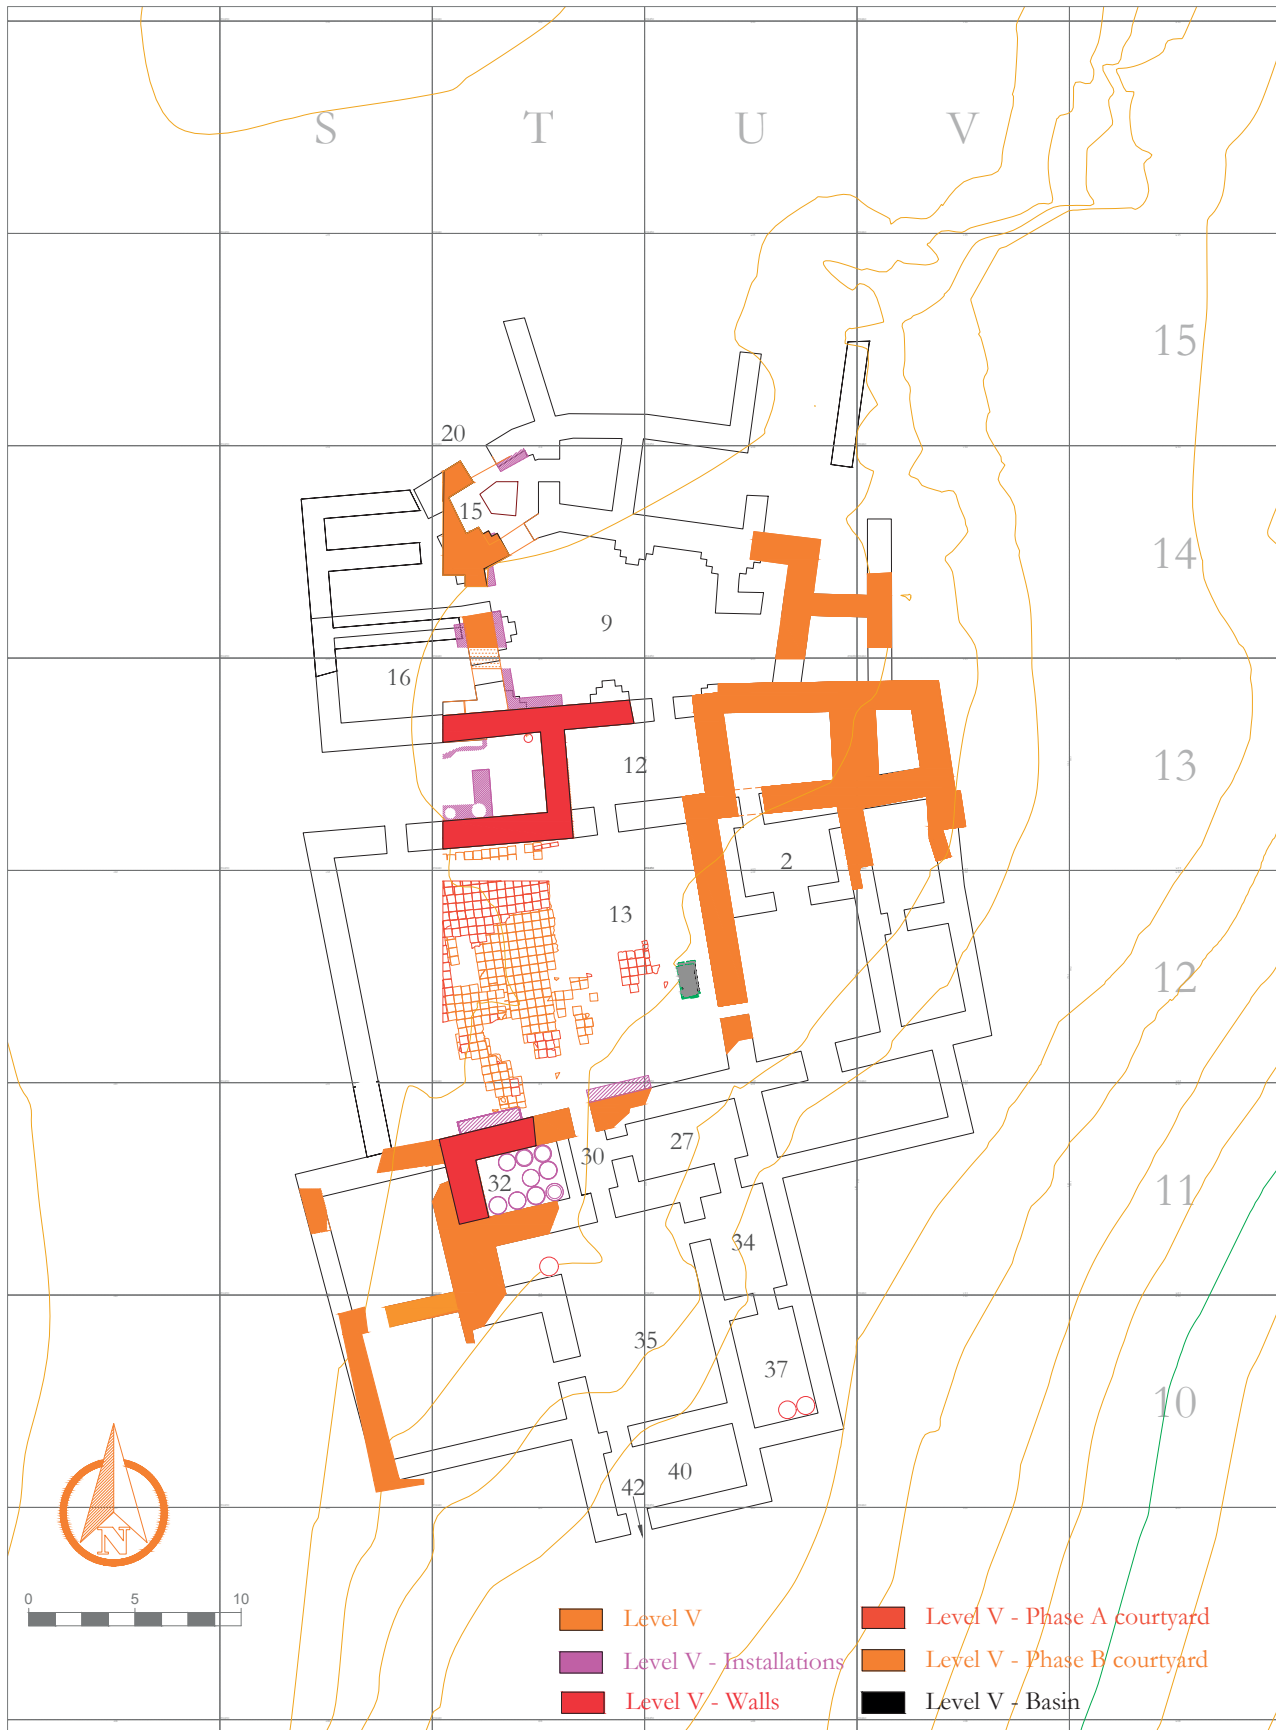 S T U V
15
20
15
14
9
16
12
13
2
13
12
27
30
32
11
34
35
37
10
40
42
N
0 5 10
Level V
Level V - Phase A courtyard
Level V - Installations
Level V - Phase B courtyard
Level V - Walls
Level V - Basin